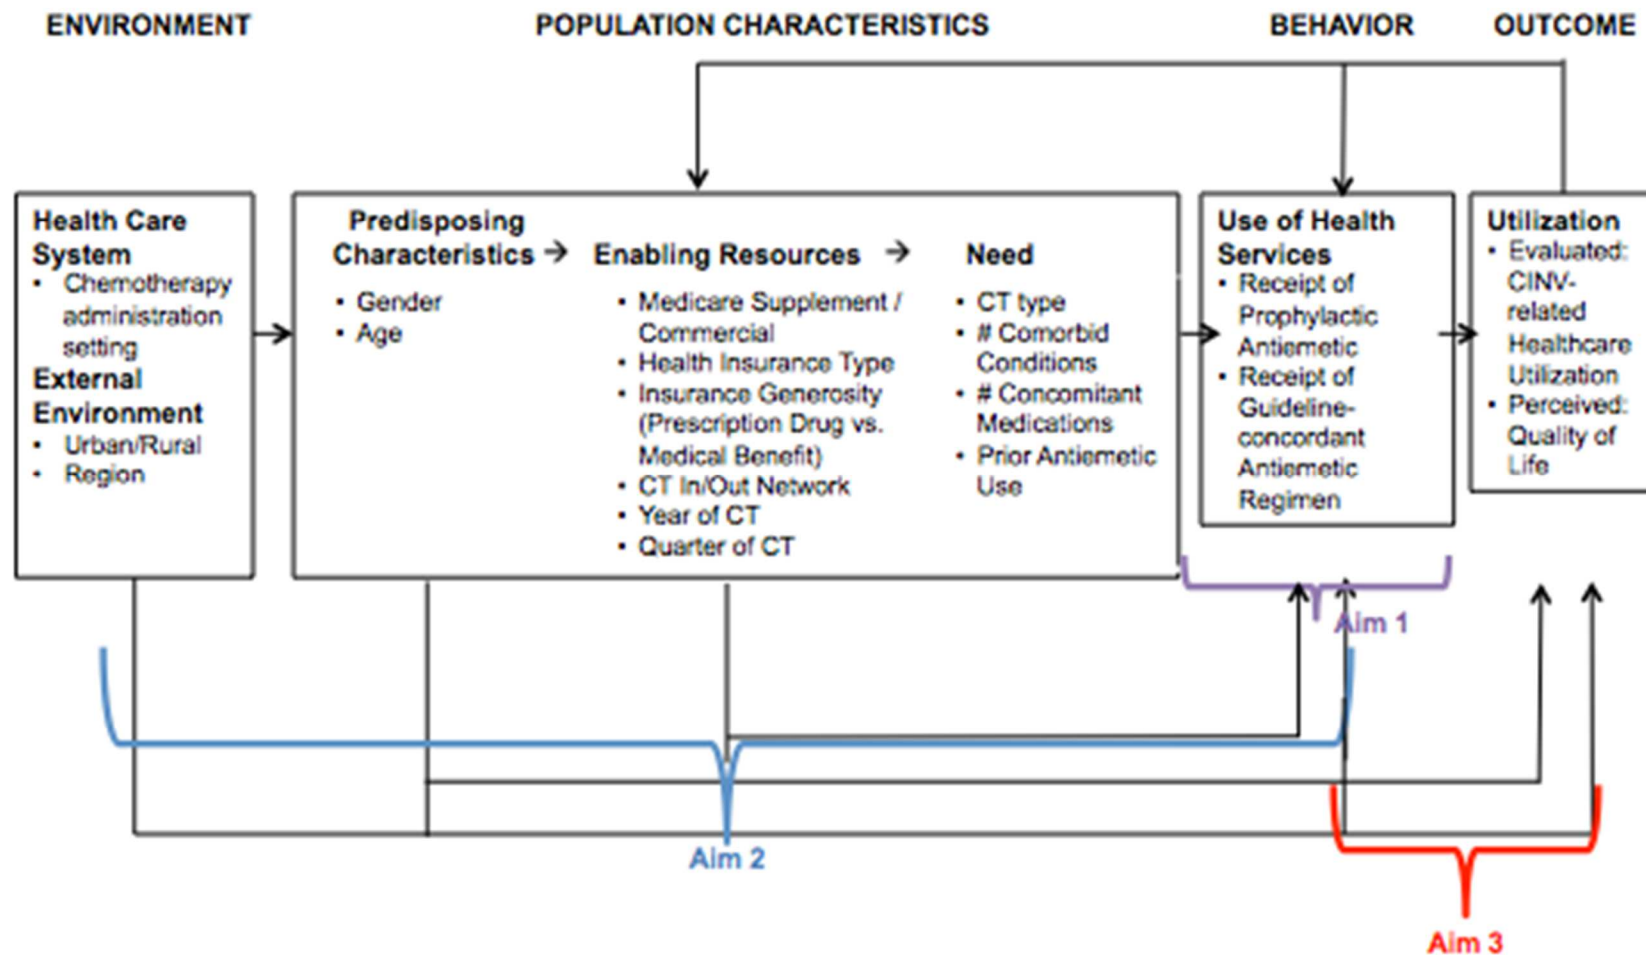 ENVIRONMENT
POPULATION CHARACTERISTICS
BEHAVIOR
OUTCOME
Health Care
System
• Chemotherapy
administration
setting
External
Environment
• Urban/Rural
• Region
Predisposing
Characteristics →
• Gender
• Age
Enabling Resources →
• Medicare Supplement /
Commercial
• Health Insurance Type
• Insurance Generosity
(Prescription Drug vs.
Medical Benefit)
• CT In/Out Network
• Year of CT
• Quarter of CT
Need
• CT type
• # Comorbid
Conditions
• # Concomitant
Medications
• Prior Antiemetic
Use
Use of Health
Services
• Receipt of
Prophylactic
Antiemetic
• Receipt of
Guideline-
concordant
Antiemetic
Regimen
Utilization
• Evaluated:
CINV-
related
Healthcare
Utilization
• Perceived:
Quality of
Life
Aim 1
Aim 2
Aim 3